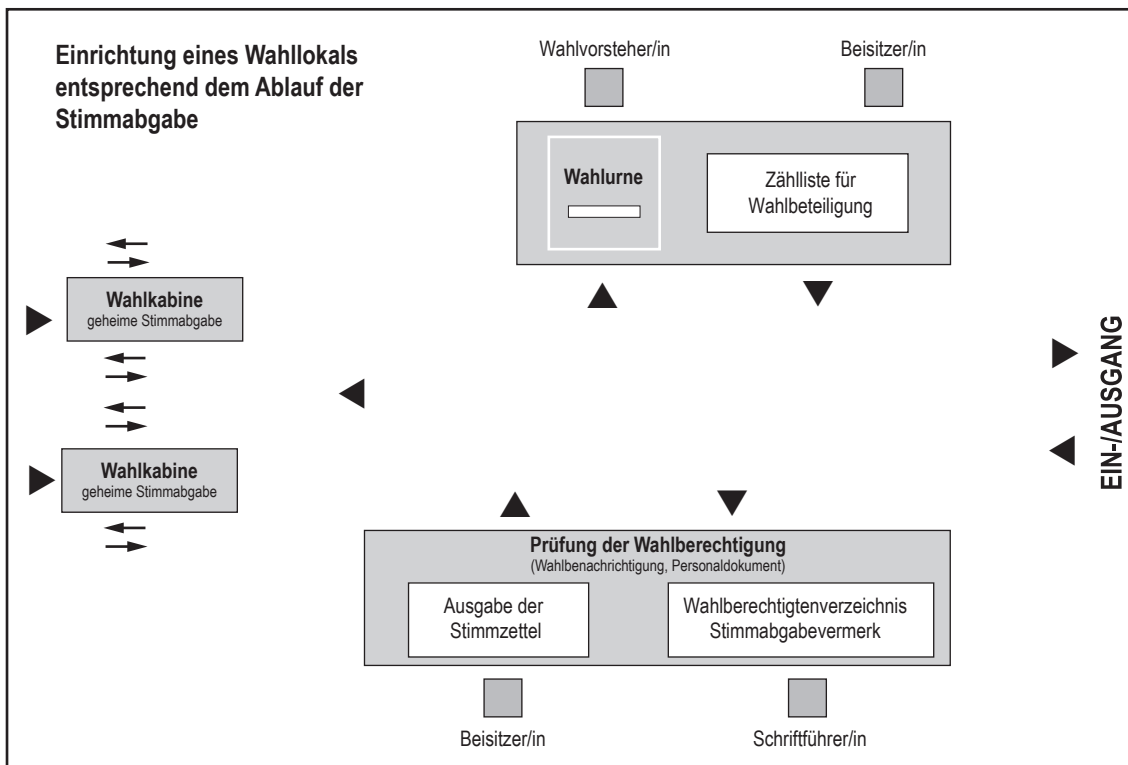 Einrichtung eines Wahllokals
entsprechend dem Ablauf der
Stimmabgabe
Wahlvorsteher/in
Beisitzer/in
Wahlurne
Zählliste für
Wahlbeteiligung
Wahlkabine
geheime Stimmabgabe
Wahlkabine
geheime Stimmabgabe
EIN-/AUSGANG
Prüfung der Wahlberechtigung
(Wahlbenachrichtigung, Personaldokument)
Ausgabe der
Stimmzettel
Wahlberechtigtenverzeichnis
Stimmabgabevermerk
Beisitzer/in
Schriftführer/in